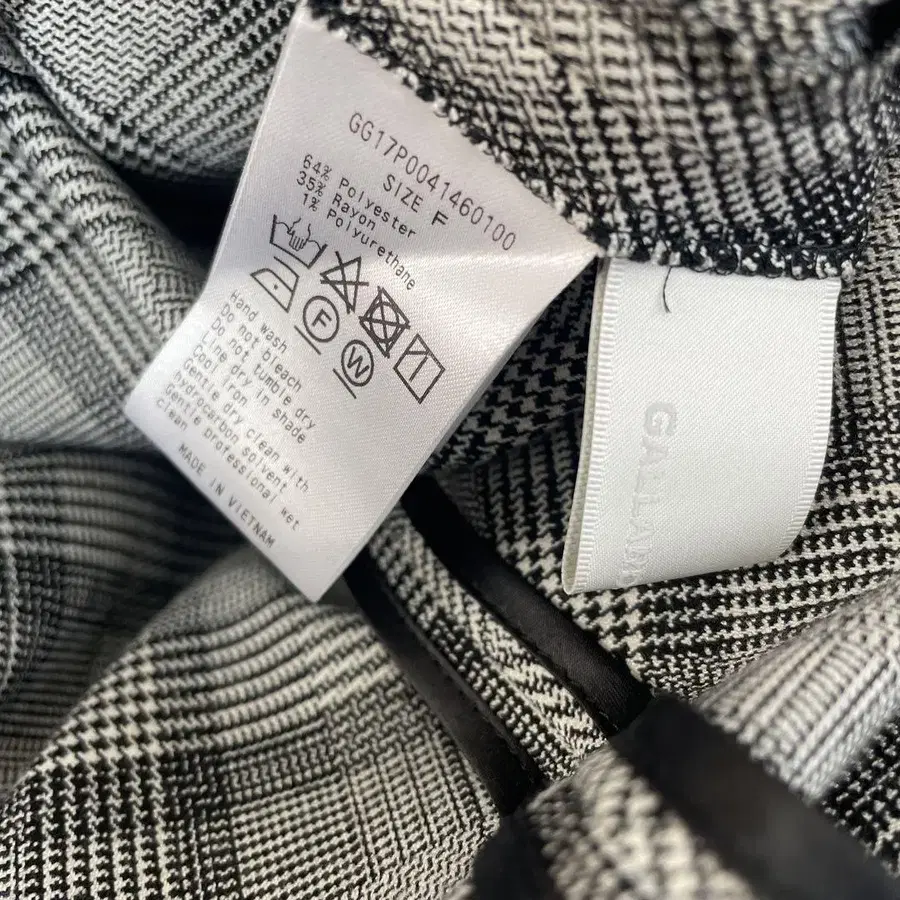 GG17P0041460100
SIZE F
64% Polyester
35% Rayon
1% Polyurethane
F
W
Hand wash
Do not bleach
Do not tumble dry
Line dry in shade
Cool iron
Gentle dry clean with
hydrocarbon solvent
Gentle professional wet
clean
MADE IN VIETNAM